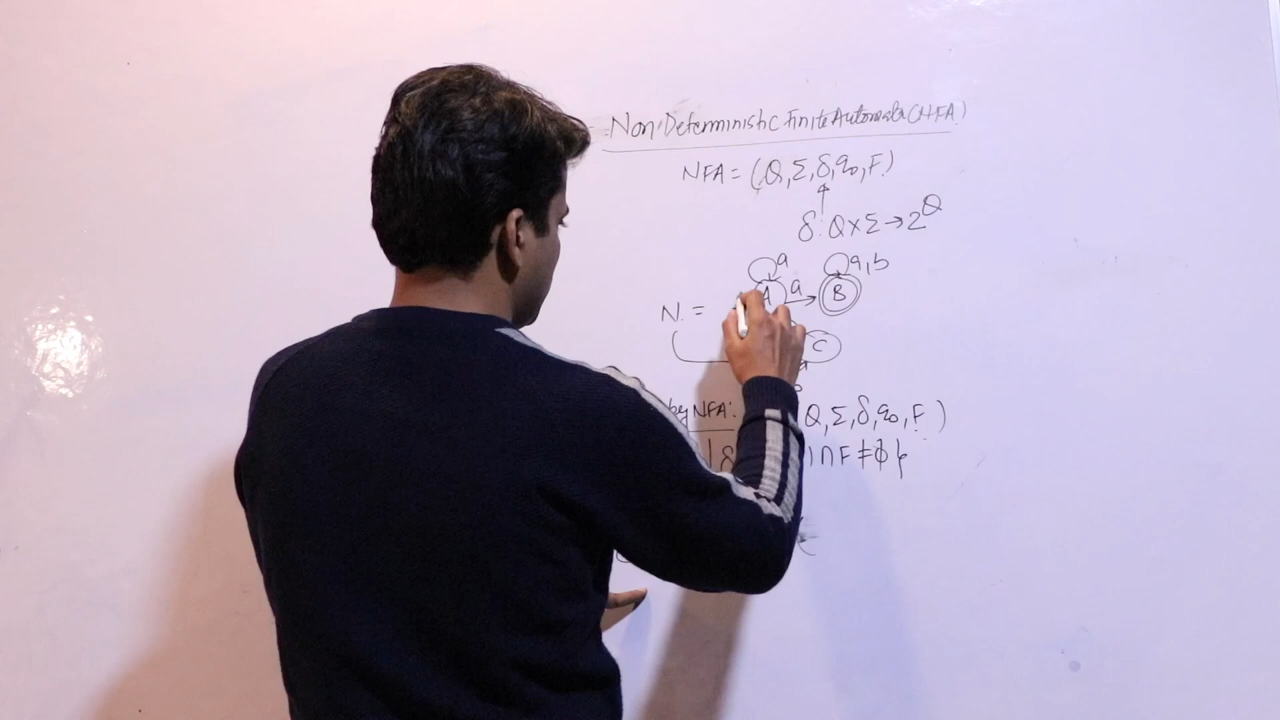 Non-Deterministic Finite Automata (NFA)
NFA = (Q, Σ, δ, q₀, F)
δ: Q×Σ → 2^Q
a a,b
A a B
N =
C
by NFA: Q, Σ, δ, q₀, F )
| δ ) ∩ F ≠ ϕ }